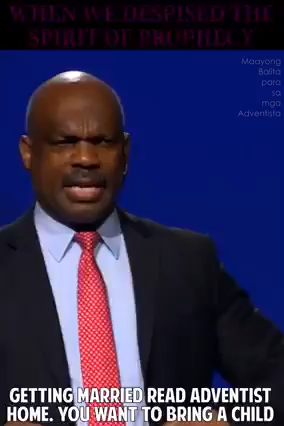 WHEN WE DESPISED THE
SPIRIT OF PROPHECY
Maayong
Balita
para
sa
mga
Adventista
GETTING MARRIED READ ADVENTIST
HOME. YOU WANT TO BRING A CHILD